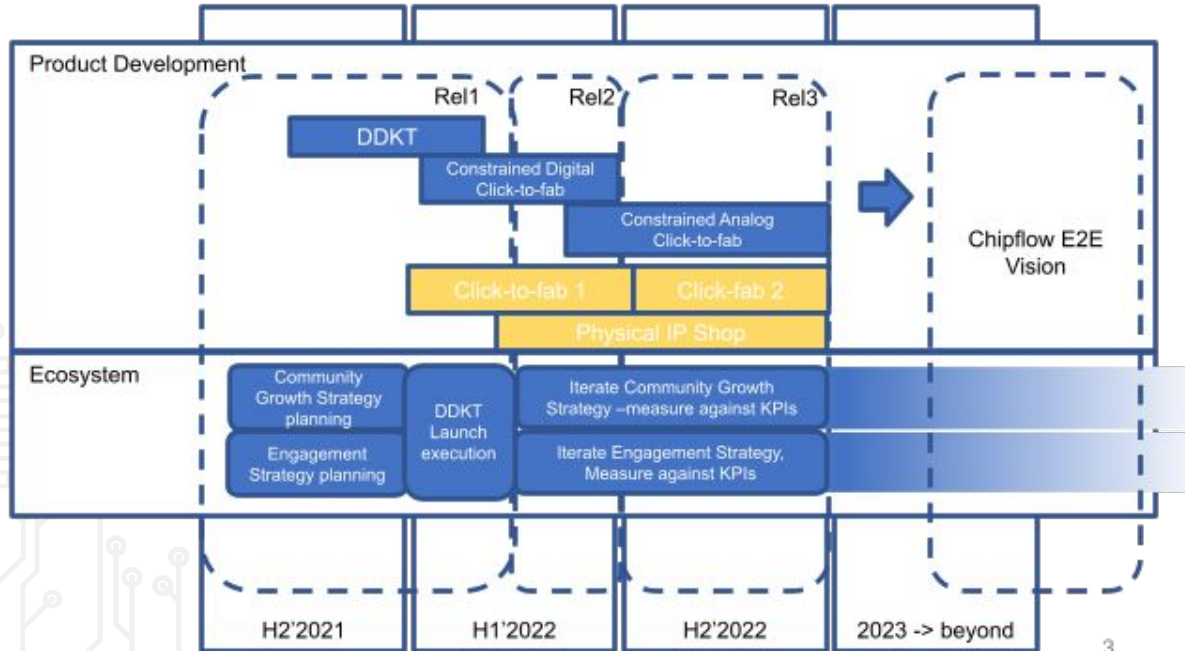 Product Development
Rel1
Rel2
Rel3
DDKT
Constrained Digital
Click-to-fab
Constrained Analog
Click-to-fab
Chipflow E2E
Vision
Click-to-fab 1
Click-fab 2
Physical IP Shop
Ecosystem
Community
Growth Strategy
planning
Engagement
Strategy planning
DDKT
Launch
execution
Iterate Community Growth
Strategy –measure against KPIs
Iterate Engagement Strategy,
Measure against KPIs
H2'2021
H1'2022
H2'2022
2023 -> beyond
3